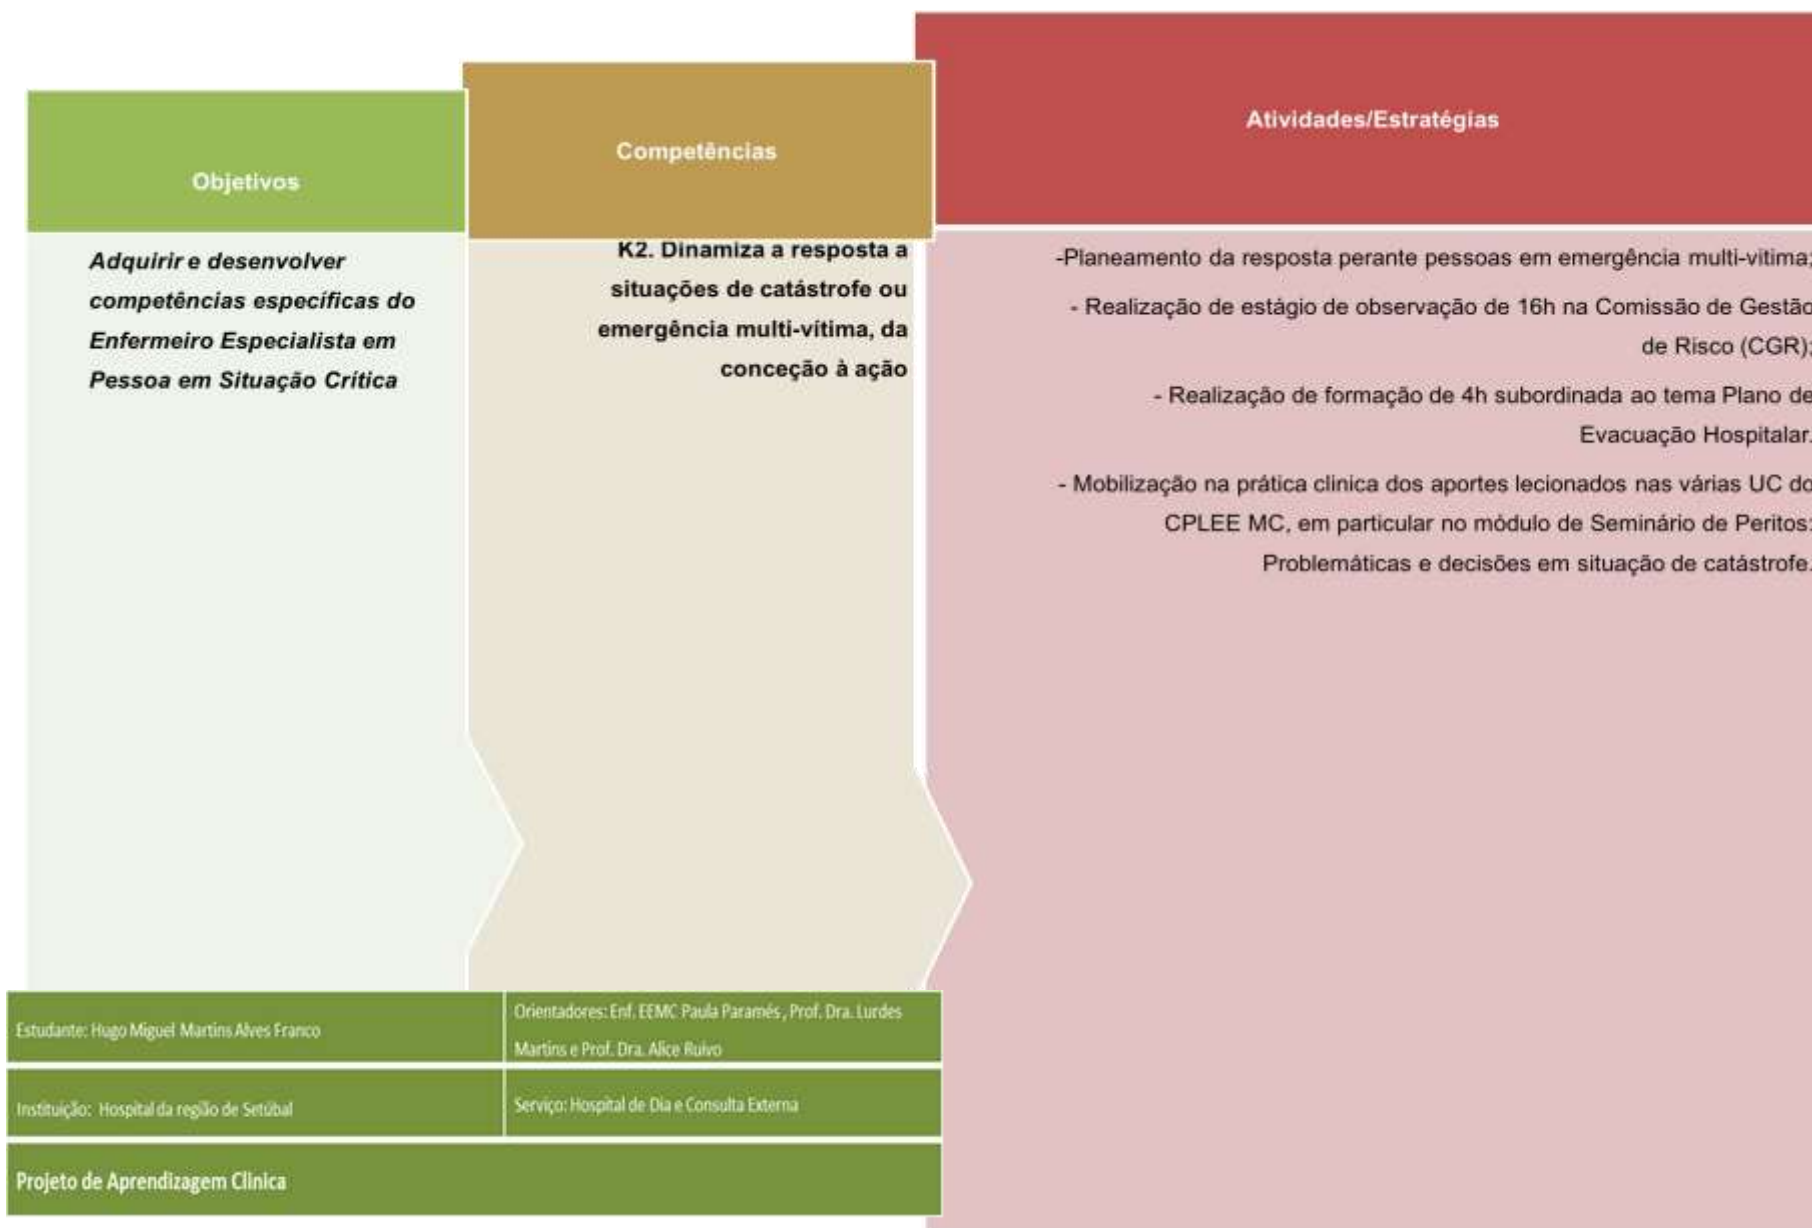 Objetivos
Adquirir e desenvolver
competências específicas do
Enfermeiro Especialista em
Pessoa em Situação Crítica
Competências
K2. Dinamiza a resposta a
situações de catástrofe ou
emergência multi-vítima, da
conceção à ação
Atividades/Estratégias
-Planeamento da resposta perante pessoas em emergência multi-vitima;
- Realização de estágio de observação de 16h na Comissão de Gestão
de Risco (CGR);
- Realização de formação de 4h subordinada ao tema Plano de
Evacuação Hospitalar.
- Mobilização na prática clinica dos aportes lecionados nas várias UC do
CPLEE MC, em particular no módulo de Seminário de Peritos:
Problemáticas e decisões em situação de catástrofe.
Estudante: Hugo Miguel Martins Alves Franco
Orientadores: Enf. EEMC Paula Paramés , Prof. Dra. Lurdes
Martins e Prof. Dra. Alice Ruivo
Instituição: Hospital da região de Setúbal
Serviço: Hospital de Dia e Consulta Externa
Projeto de Aprendizagem Clinica